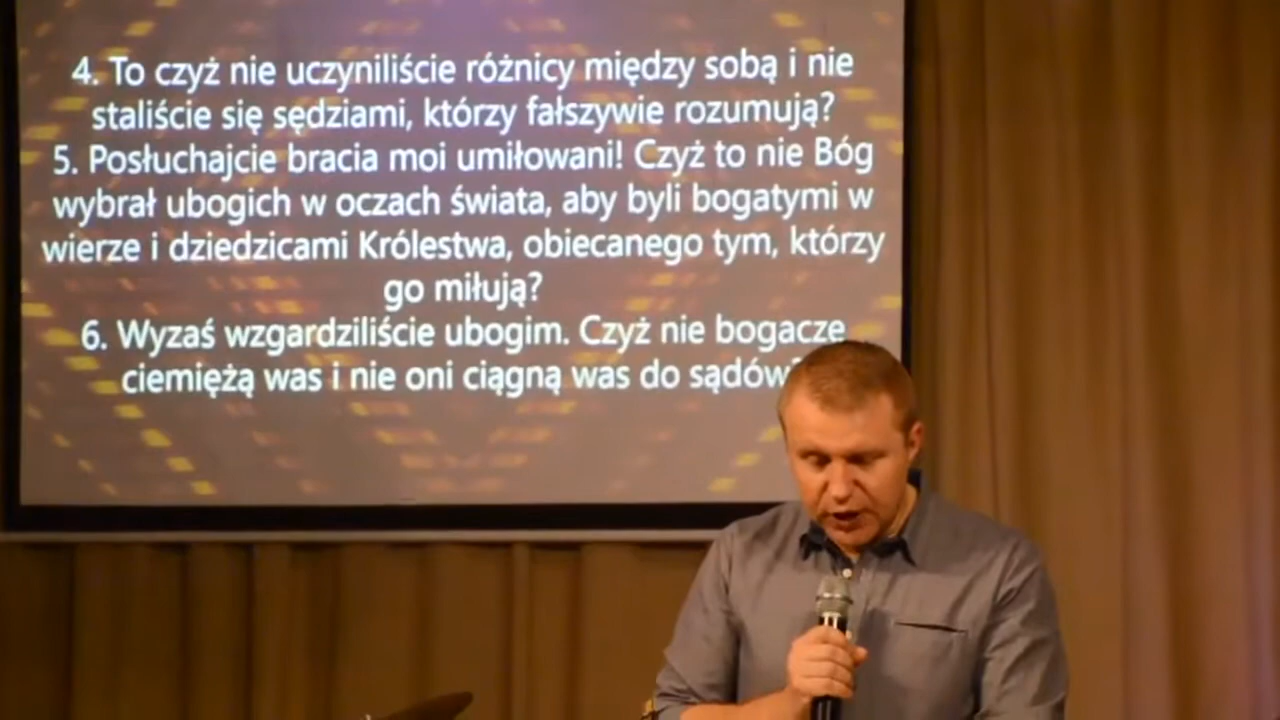 4. To czyż nie uczyniliście różnicy między sobą i nie
staliście się sędziami, którzy fałszywie rozumują?
5. Posłuchajcie bracia moi umiłowani! Czyż to nie Bóg
wybrał ubogich w oczach świata, aby byli bogatymi w
wierze i dziedzicami Królestwa, obiecanego tym, którzy
go miłują?
6. Wyzaś wzgardziliście ubogim. Czyż nie bogacze
ciemiężą was i nie oni ciągną was do sądów?